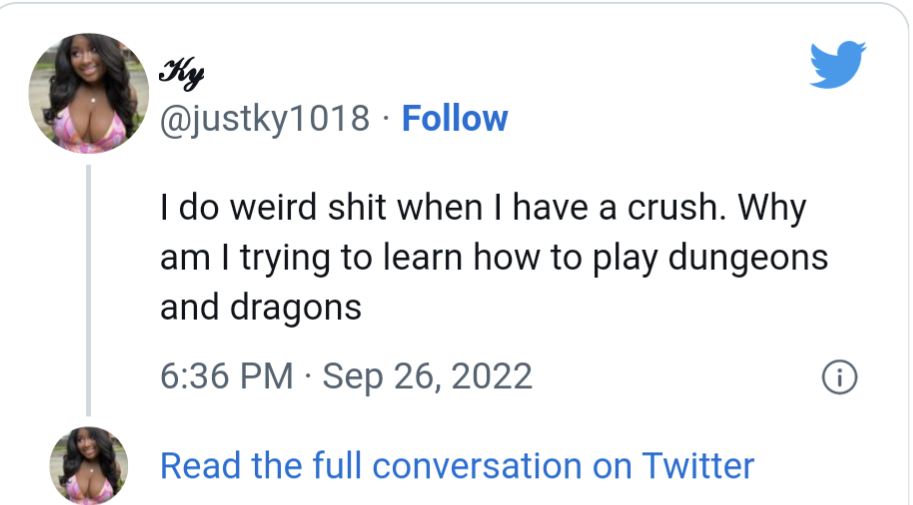 𝒦𝓎
@justky1018 · Follow
I do weird shit when I have a crush. Why
am I trying to learn how to play dungeons
and dragons
6:36 PM · Sep 26, 2022
Read the full conversation on Twitter